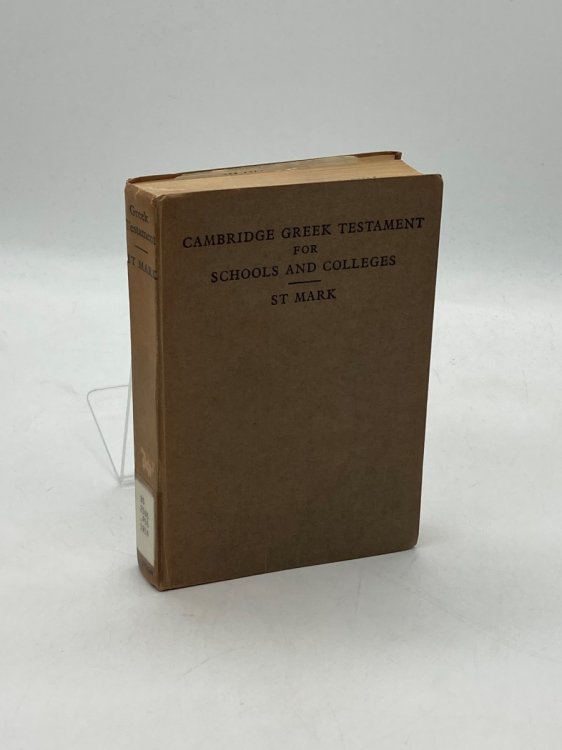 CAMBRIDGE GREEK TESTAMENT
FOR
SCHOOLS AND COLLEGES
ST MARK
Greek
Testament
ST MARK